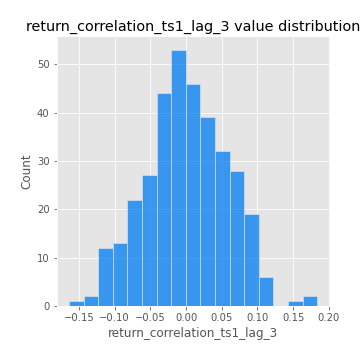 return_correlation_ts1_lag_3 value distribution
50
40
30
20
10
0
Count
−0.15 −0.10 −0.05 0.00 0.05 0.10 0.15 0.20
return_correlation_ts1_lag_3